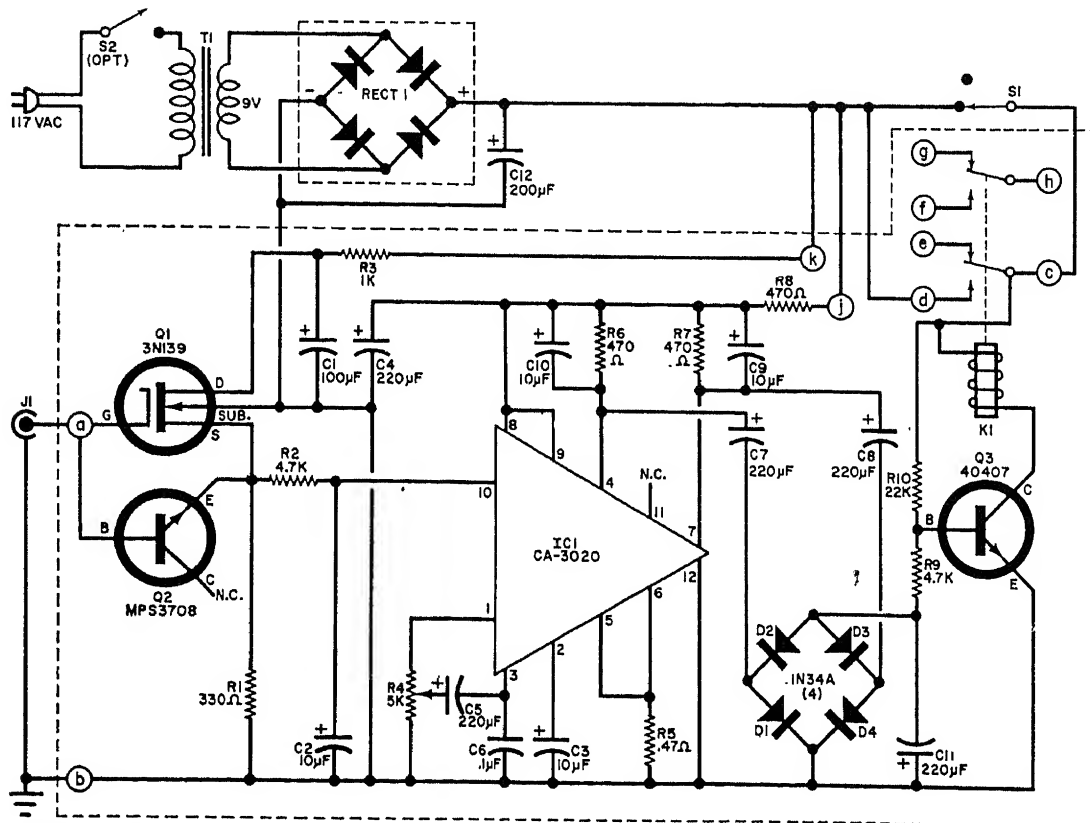 S2
(OPT)
T1
9V
117 VAC
-
RECT 1
+
+
C12
200µF
S1
g
h
f
e
c
d
k
j
R3
1K
R8
470Ω
Q1
3N139
D
G
SUB.
S
+
C1
100µF
+
C4
220µF
+
C10
10µF
R6
470
Ω
R7
470
Ω
+
C9
10µF
J1
a
R2
4.7K
8
9
4
N.C.
11
7
12
10
IC1
CA-3020
1
6
5
2
3
+
C7
220µF
+
C8
220µF
K1
Q3
40407
C
B
E
R10
22K
R9
4.7K
E
B
C
N.C.
Q2
MPS3708
R1
330Ω
R4
5K
+
C5
220µF
C6
.1µF
+
C3
10µF
+
C2
10µF
R5
.47Ω
D2
D3
1N34A
(4)
D1
D4
C11
+
220µF
b